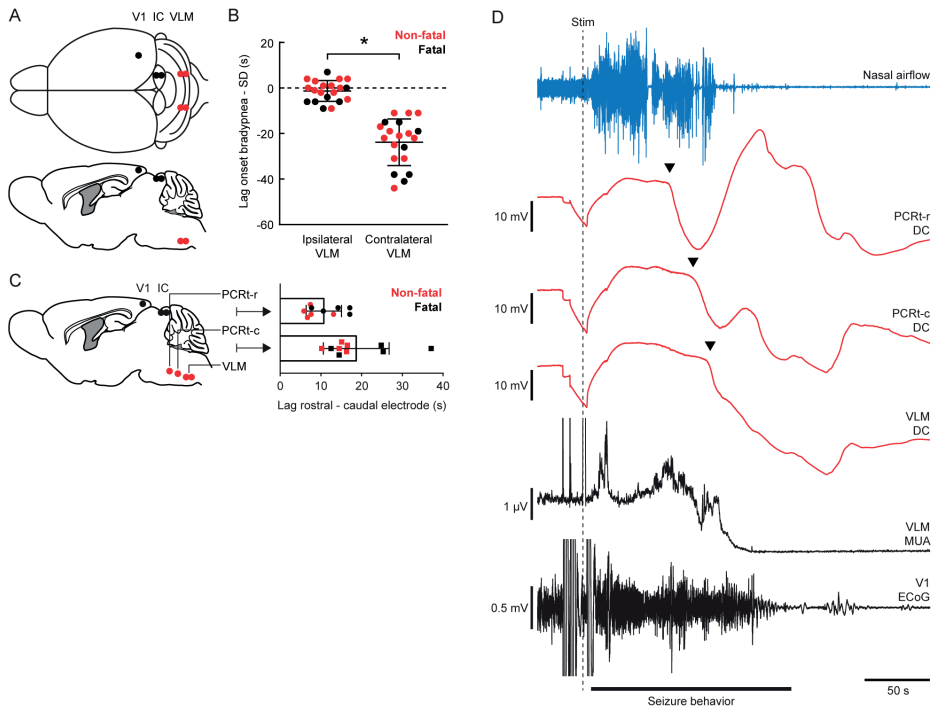 A
V1 IC VLM
B
Non-fatal
Fatal
*
Lag onset bradypnea - SD (s)
20
0
-20
-40
-60
Ipsilateral
VLM
Contralateral
VLM
C
V1 IC
PCRt-r
PCRt-c
VLM
Non-fatal
Fatal
0 10 20 30 40
Lag rostral - caudal electrode (s)
D
Stim
Nasal airflow
10 mV
PCRt-r
DC
10 mV
PCRt-c
DC
10 mV
VLM
DC
1 µV
VLM
MUA
0.5 mV
V1
ECoG
50 s
Seizure behavior